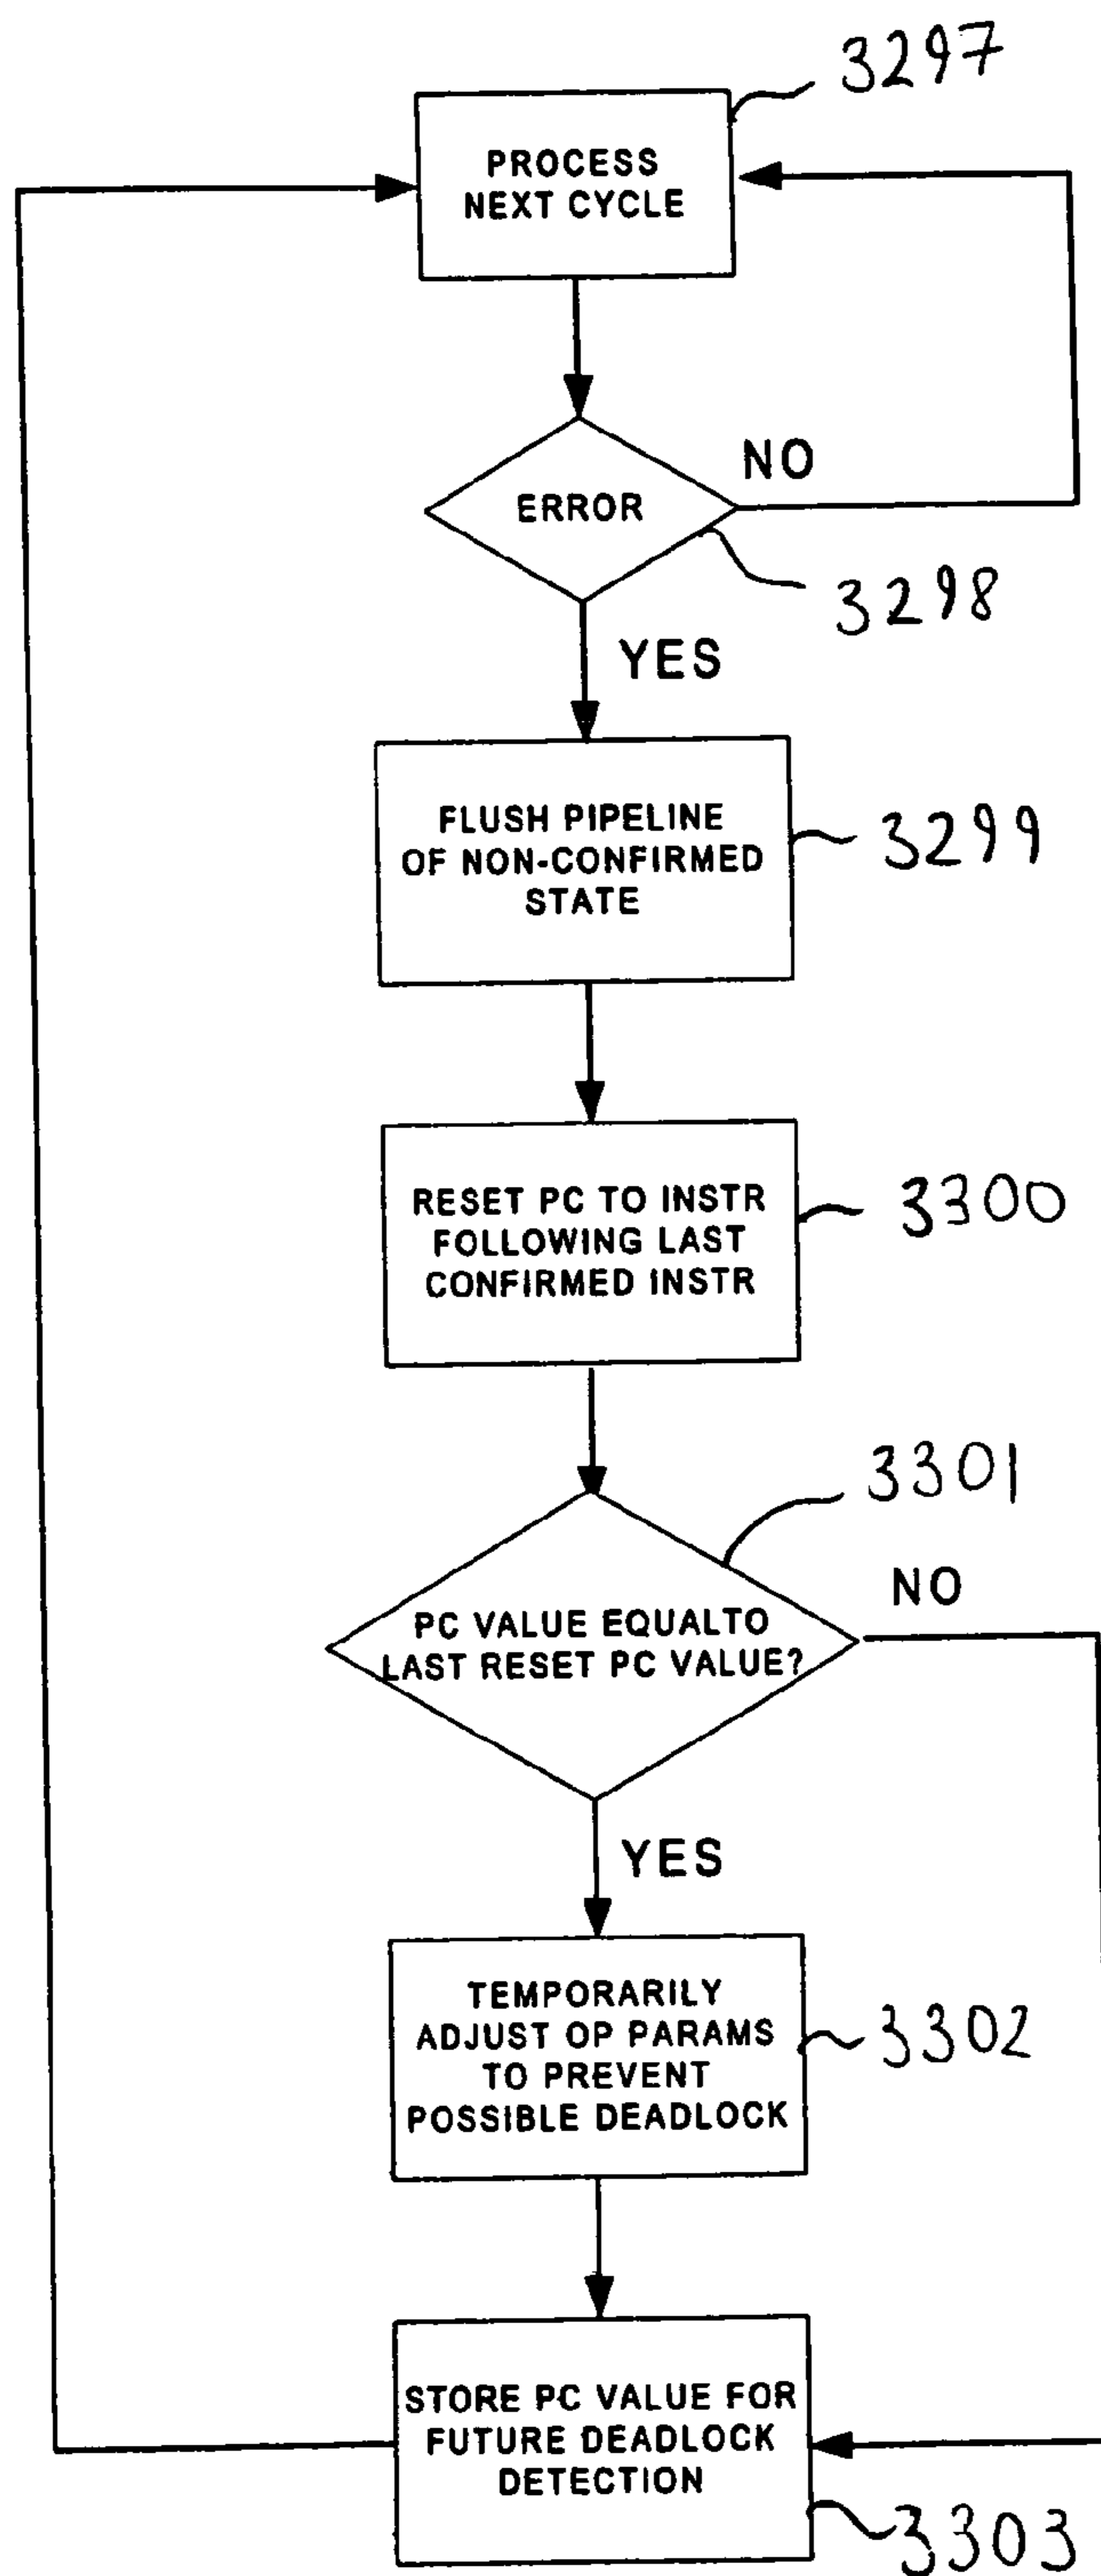 3297
PROCESS
NEXT CYCLE
NO
ERROR
3298
YES
FLUSH PIPELINE
OF NON-CONFIRMED
STATE
3299
RESET PC TO INSTR
FOLLOWING LAST
CONFIRMED INSTR
3300
3301
NO
PC VALUE EQUALTO
LAST RESET PC VALUE?
YES
TEMPORARILY
ADJUST OP PARAMS
TO PREVENT
POSSIBLE DEADLOCK
3302
STORE PC VALUE FOR
FUTURE DEADLOCK
DETECTION
3303